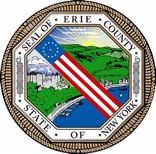 SEAL OF ERIE COUNTY
STATE OF NEW YORK